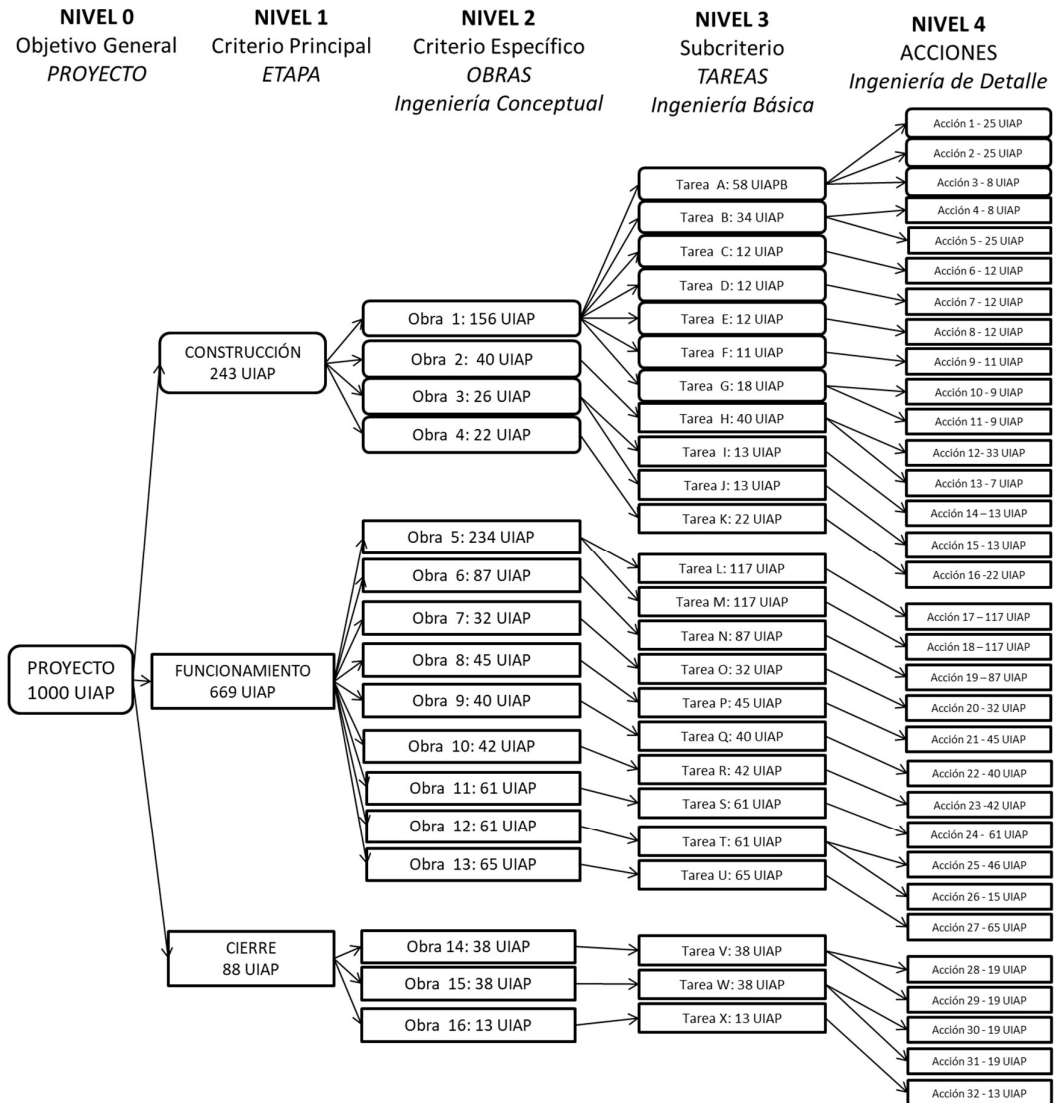 NIVEL 0
Objetivo General
PROYECTO
NIVEL 1
Criterio Principal
ETAPA
NIVEL 2
Criterio Específico
OBRAS
Ingeniería Conceptual
NIVEL 3
Subcriterio
TAREAS
Ingeniería Básica
NIVEL 4
ACCIONES
Ingeniería de Detalle
PROYECTO
1000 UIAP
CONSTRUCCIÓN
243 UIAP
FUNCIONAMIENTO
669 UIAP
CIERRE
88 UIAP
Obra 1: 156 UIAP
Obra 2: 40 UIAP
Obra 3: 26 UIAP
Obra 4: 22 UIAP
Obra 5: 234 UIAP
Obra 6: 87 UIAP
Obra 7: 32 UIAP
Obra 8: 45 UIAP
Obra 9: 40 UIAP
Obra 10: 42 UIAP
Obra 11: 61 UIAP
Obra 12: 61 UIAP
Obra 13: 65 UIAP
Obra 14: 38 UIAP
Obra 15: 38 UIAP
Obra 16: 13 UIAP
Tarea A: 58 UIAPB
Tarea B: 34 UIAP
Tarea C: 12 UIAP
Tarea D: 12 UIAP
Tarea E: 12 UIAP
Tarea F: 11 UIAP
Tarea G: 18 UIAP
Tarea H: 40 UIAP
Tarea I: 13 UIAP
Tarea J: 13 UIAP
Tarea K: 22 UIAP
Tarea L: 117 UIAP
Tarea M: 117 UIAP
Tarea N: 87 UIAP
Tarea O: 32 UIAP
Tarea P: 45 UIAP
Tarea Q: 40 UIAP
Tarea R: 42 UIAP
Tarea S: 61 UIAP
Tarea T: 61 UIAP
Tarea U: 65 UIAP
Tarea V: 38 UIAP
Tarea W: 38 UIAP
Tarea X: 13 UIAP
Acción 1 - 25 UIAP
Acción 2 - 25 UIAP
Acción 3 - 8 UIAP
Acción 4 - 8 UIAP
Acción 5 - 25 UIAP
Acción 6 - 12 UIAP
Acción 7 - 12 UIAP
Acción 8 - 12 UIAP
Acción 9 - 11 UIAP
Acción 10 - 9 UIAP
Acción 11 - 9 UIAP
Acción 12- 33 UIAP
Acción 13 - 7 UIAP
Acción 14 – 13 UIAP
Acción 15 - 13 UIAP
Acción 16 -22 UIAP
Acción 17 – 117 UIAP
Acción 18 – 117 UIAP
Acción 19 – 87 UIAP
Acción 20 - 32 UIAP
Acción 21 - 45 UIAP
Acción 22 - 40 UIAP
Acción 23 -42 UIAP
Acción 24 - 61 UIAP
Acción 25 - 46 UIAP
Acción 26 - 15 UIAP
Acción 27 - 65 UIAP
Acción 28 - 19 UIAP
Acción 29 - 19 UIAP
Acción 30 - 19 UIAP
Acción 31 - 19 UIAP
Acción 32 - 13 UIAP